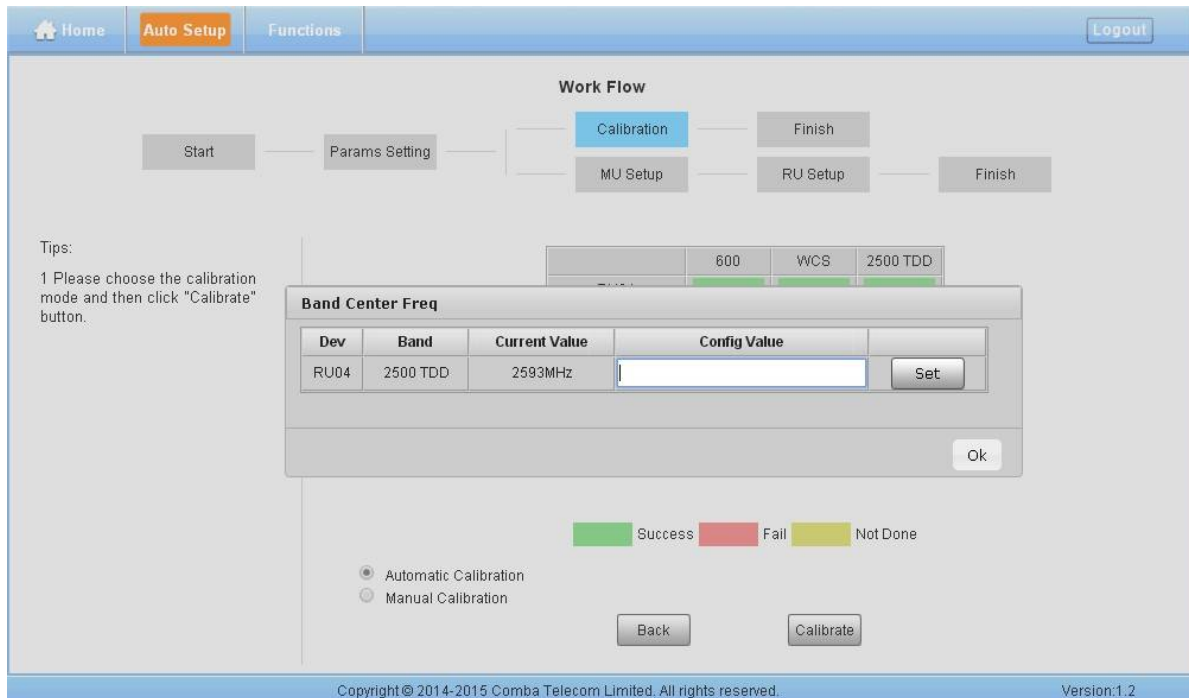 Home
Auto Setup
Functions
Logout
Work Flow
Start
Params Setting
Calibration
Finish
MU Setup
RU Setup
Finish
Tips:
1 Please choose the calibration
mode and then click "Calibrate"
button.
600 WCS 2500 TDD
Band Center Freq
Dev Band Current Value Config Value
RU04 2500 TDD 2593MHz Set
Ok
Success Fail Not Done
Automatic Calibration
Manual Calibration
Back Calibrate
Copyright © 2014-2015 Comba Telecom Limited. All rights reserved. Version:1.2